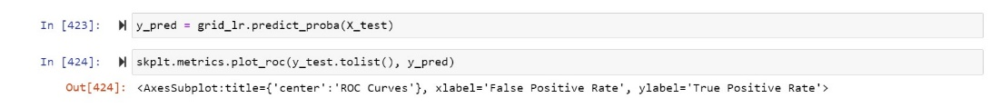 In [423]: y_pred = grid_lr.predict_proba(X_test)
In [424]: skplt.metrics.plot_roc(y_test.tolist(), y_pred)
Out[424]: <AxesSubplot:title={'center':'ROC Curves'}, xlabel='False Positive Rate', ylabel='True Positive Rate'>